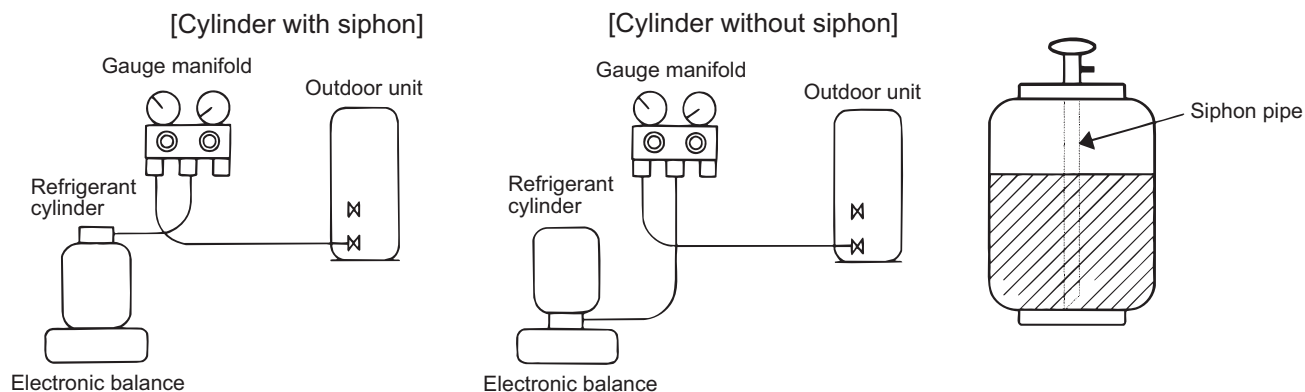 [Cylinder with siphon]
Gauge manifold
Outdoor unit
Refrigerant
cylinder
Electronic balance
[Cylinder without siphon]
Gauge manifold
Outdoor unit
Refrigerant
cylinder
Electronic balance
Siphon pipe